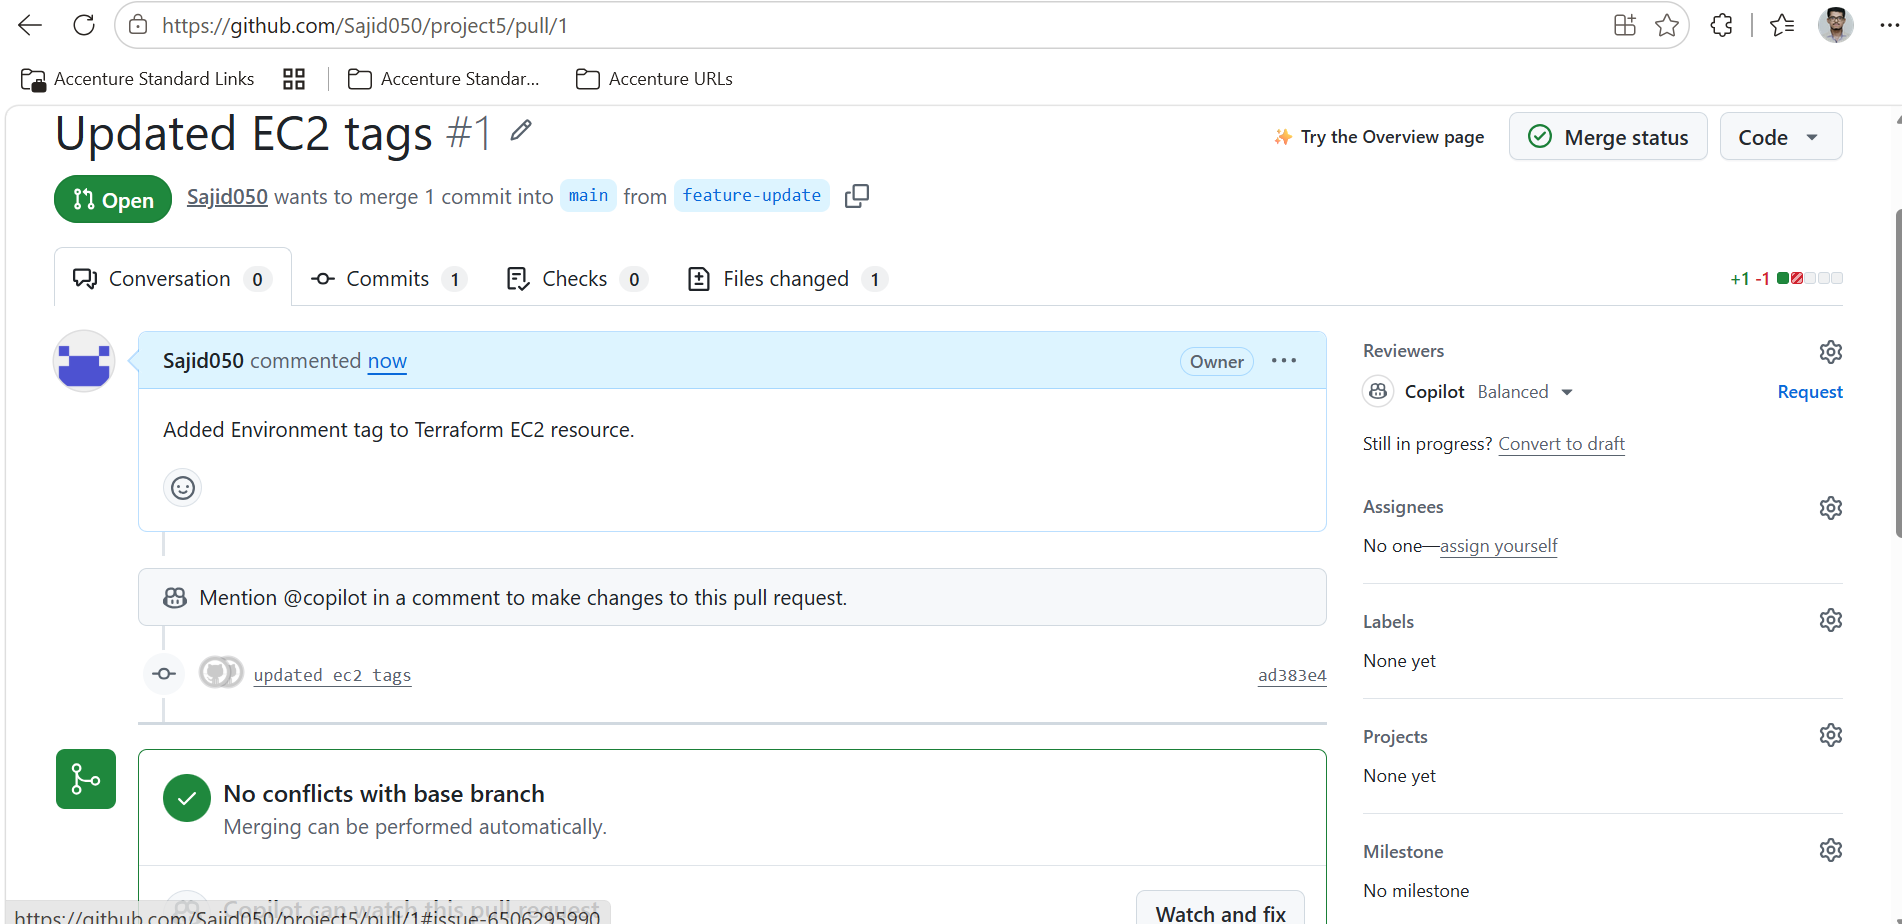 https://github.com/Sajid050/project5/pull/1
Accenture Standard Links
Accenture Standar...
Accenture URLs
Updated EC2 tags #1
Try the Overview page
Merge status
Code
Open
Sajid050 wants to merge 1 commit into main from feature-update
Conversation 0
Commits 1
Checks 0
Files changed 1
+1 -1
Sajid050 commented now
Owner
Added Environment tag to Terraform EC2 resource.
Mention @copilot in a comment to make changes to this pull request.
updated ec2 tags
ad383e4
No conflicts with base branch
Merging can be performed automatically.
Copilot can watch this pull request
Watch and fix
https://github.com/Sajid050/project5/pull/1#issue-6506295990
Reviewers
Copilot Balanced
Request
Still in progress? Convert to draft
Assignees
No one—assign yourself
Labels
None yet
Projects
None yet
Milestone
No milestone